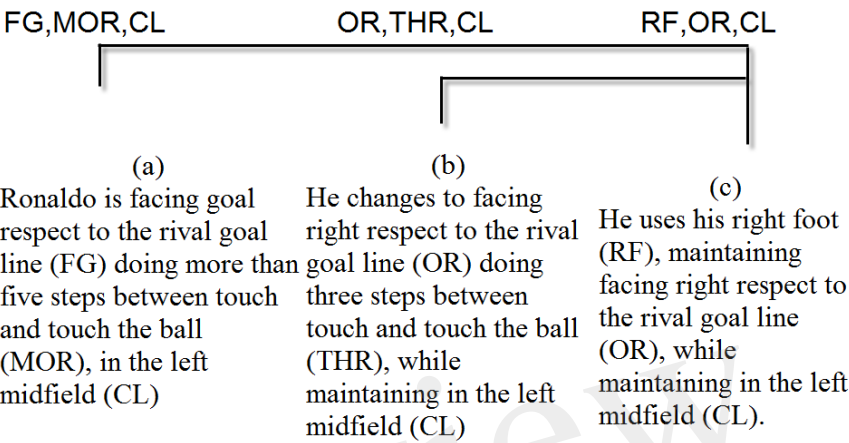 FG,MOR,CL
OR,THR,CL
RF,OR,CL
(a)
Ronaldo is facing goal
respect to the rival goal
line (FG) doing more than
five steps between touch
and touch the ball
(MOR), in the left
midfield (CL)
(b)
He changes to facing
right respect to the rival
goal line (OR) doing
three steps between
touch and touch the ball
(THR), while
maintaining in the left
midfield (CL)
(c)
He uses his right foot
(RF), maintaining
facing right respect to
the rival goal line
(OR), while
maintaining in the left
midfield (CL).